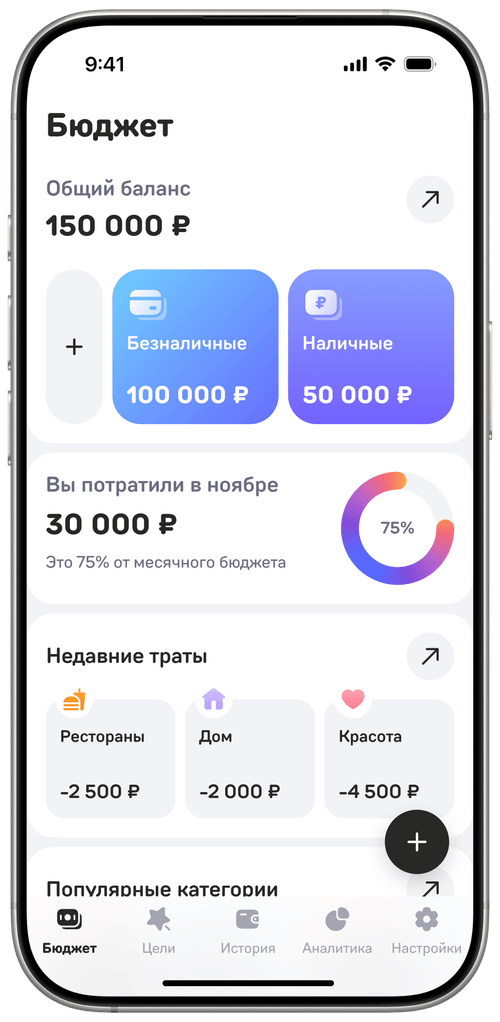 9:41
Бюджет
Общий баланс
150 000 ₽
₽
Безналичные
Наличные
100 000 ₽
50 000 ₽
Вы потратили в ноябре
30 000 ₽
75%
Это 75% от месячного бюджета
Недавние траты
Рестораны
Дом
Красота
-2 500 ₽
-2 000 ₽
-4 500 ₽
Популярные категории
Бюджет
Цели
История
Аналитика
Настройки